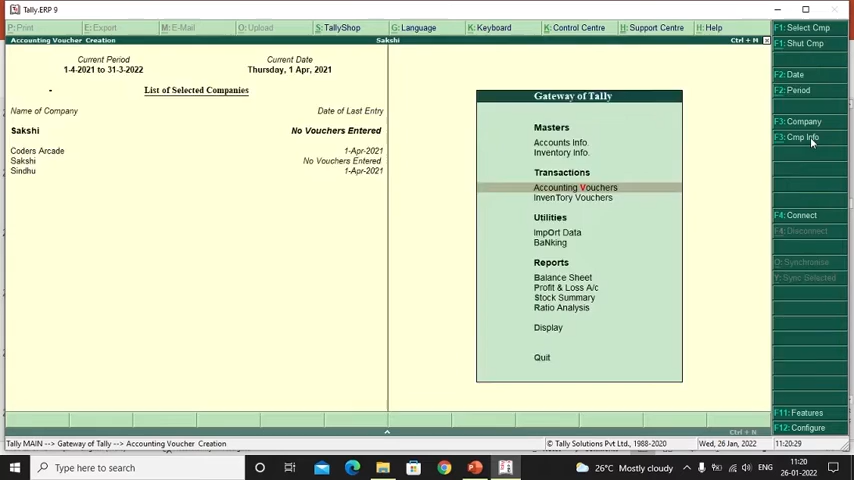 Tally.ERP 9
P: Print E: Export M: E-Mail O: Upload S: TallyShop G: Language K: Keyboard K: Control Centre H: Support Centre H: Help
F1: Select Cmp
F1: Shut Cmp
F2: Date
F2: Period
F3: Company
F3: Cmp Info
F4: Connect
F4: Disconnect
O: Synchronise
Y: Sync Selected
F11: Features
F12: Configure
Accounting Voucher Creation Sakshi Ctrl + M
Current Period Current Date
1-4-2021 to 31-3-2022 Thursday, 1 Apr, 2021
List of Selected Companies
Name of Company Date of Last Entry
Sakshi No Vouchers Entered
Coders Arcade 1-Apr-2021
Sakshi No Vouchers Entered
Sindhu 1-Apr-2021
Gateway of Tally
Masters
Accounts Info.
Inventory Info.
Transactions
Accounting Vouchers
InvenTory Vouchers
Utilities
ImpOrt Data
BaNking
Reports
Balance Sheet
Profit & Loss A/c
Stock Summary
Ratio Analysis
Display
Quit
Ctrl + N
Tally MAIN --> Gateway of Tally --> Accounting Voucher Creation © Tally Solutions Pvt Ltd., 1988-2020 Wed, 26 Jan, 2022 11:20:29
Type here to search 26°C Mostly cloudy ENG 11:20
26-01-2022